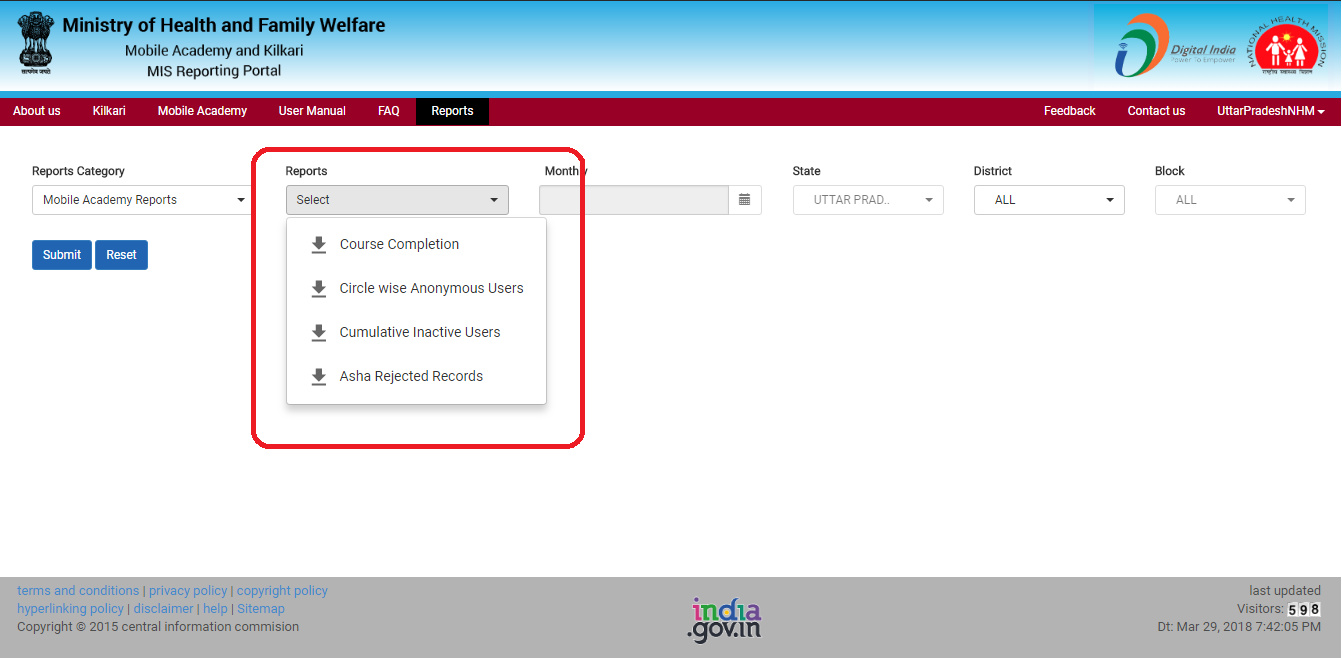 Ministry of Health and Family Welfare
Mobile Academy and Kilkari
MIS Reporting Portal
सत्यमेव जयते
Digital India
Power To Empower
NATIONAL HEALTH MISSION
राष्ट्रीय स्वास्थ्य मिशन
About us Kilkari Mobile Academy User Manual FAQ Reports Feedback Contact us UttarPradeshNHM
Reports Category Reports Monthly State District Block
Mobile Academy Reports Select UTTAR PRAD.. ALL ALL
Submit Reset
Course Completion
Circle wise Anonymous Users
Cumulative Inactive Users
Asha Rejected Records
terms and conditions | privacy policy | copyright policy
hyperlinking policy | disclaimer | help | Sitemap
Copyright © 2015 central information commision
india
.gov.in
last updated
Visitors: 598
Dt: Mar 29, 2018 7:42:05 PM